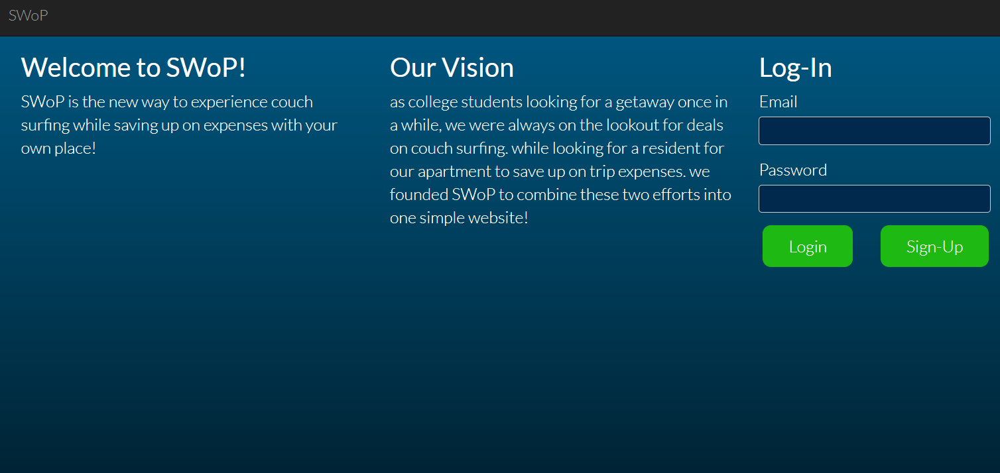 SWoP
Welcome to SWoP!
SWoP is the new way to experience couch
surfing while saving up on expenses with your
own place!
Our Vision
as college students looking for a getaway once in
a while, we were always on the lookout for deals
on couch surfing. while looking for a resident for
our apartment to save up on trip expenses. we
founded SWoP to combine these two efforts into
one simple website!
Log-In
Email
Password
Login
Sign-Up